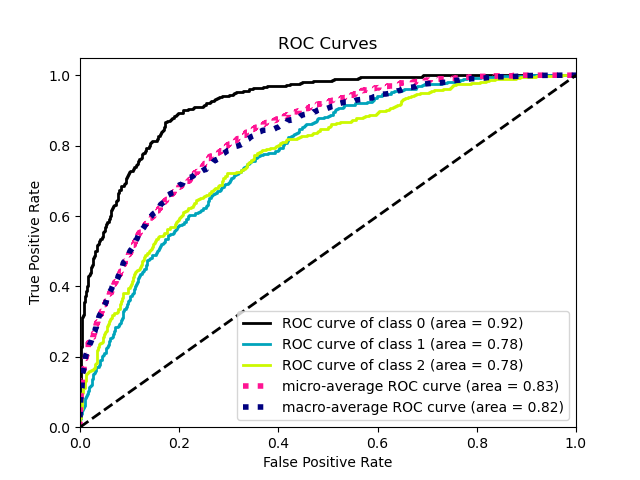 ROC Curves
True Positive Rate
1.0
0.8
0.6
0.4
0.2
0.0
ROC curve of class 0 (area = 0.92)
ROC curve of class 1 (area = 0.78)
ROC curve of class 2 (area = 0.78)
micro-average ROC curve (area = 0.83)
macro-average ROC curve (area = 0.82)
0.0 0.2 0.4 0.6 0.8 1.0
False Positive Rate